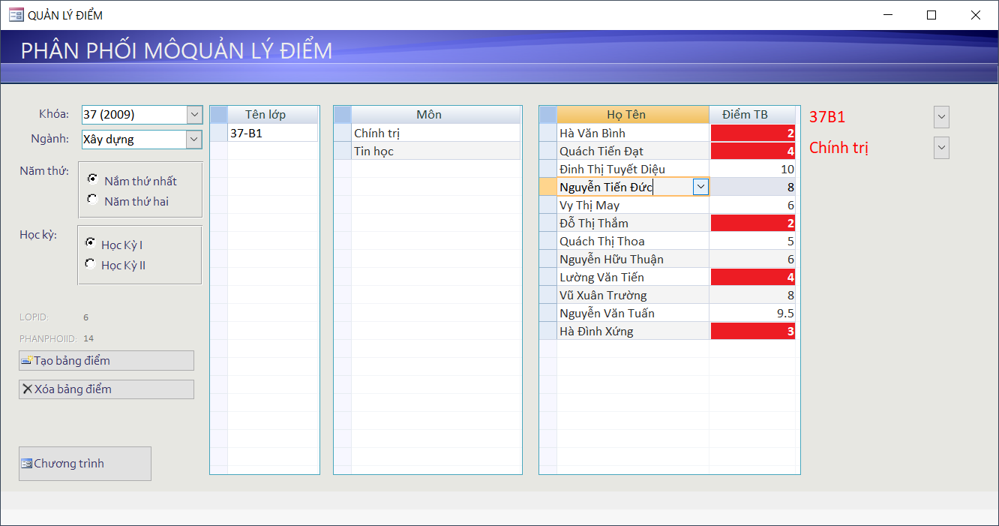 QUẢN LÝ ĐIỂM
PHÂN PHỐI MÔQUẢN LÝ ĐIỂM
Khóa: 37 (2009)
Ngành: Xây dựng
Năm thứ:
Nắm thứ nhất
Năm thứ hai
Học kỳ:
Học Kỳ I
Học Kỳ II
LOPID: 6
PHANPHOIID: 14
Tạo bảng điểm
Xóa bảng điểm
Chương trình
Tên lớp
37-B1
Môn
Chính trị
Tin học
Họ Tên Điểm TB
Hà Văn Bình 2
Quách Tiến Đạt 4
Đinh Thị Tuyết Diệu 10
Nguyễn Tiến Đức 8
Vy Thị May 6
Đỗ Thị Thắm 2
Quách Thị Thoa 5
Nguyễn Hữu Thuận 6
Lường Văn Tiến 4
Vũ Xuân Trường 8
Nguyễn Văn Tuấn 9.5
Hà Đình Xứng 3
37B1
Chính trị